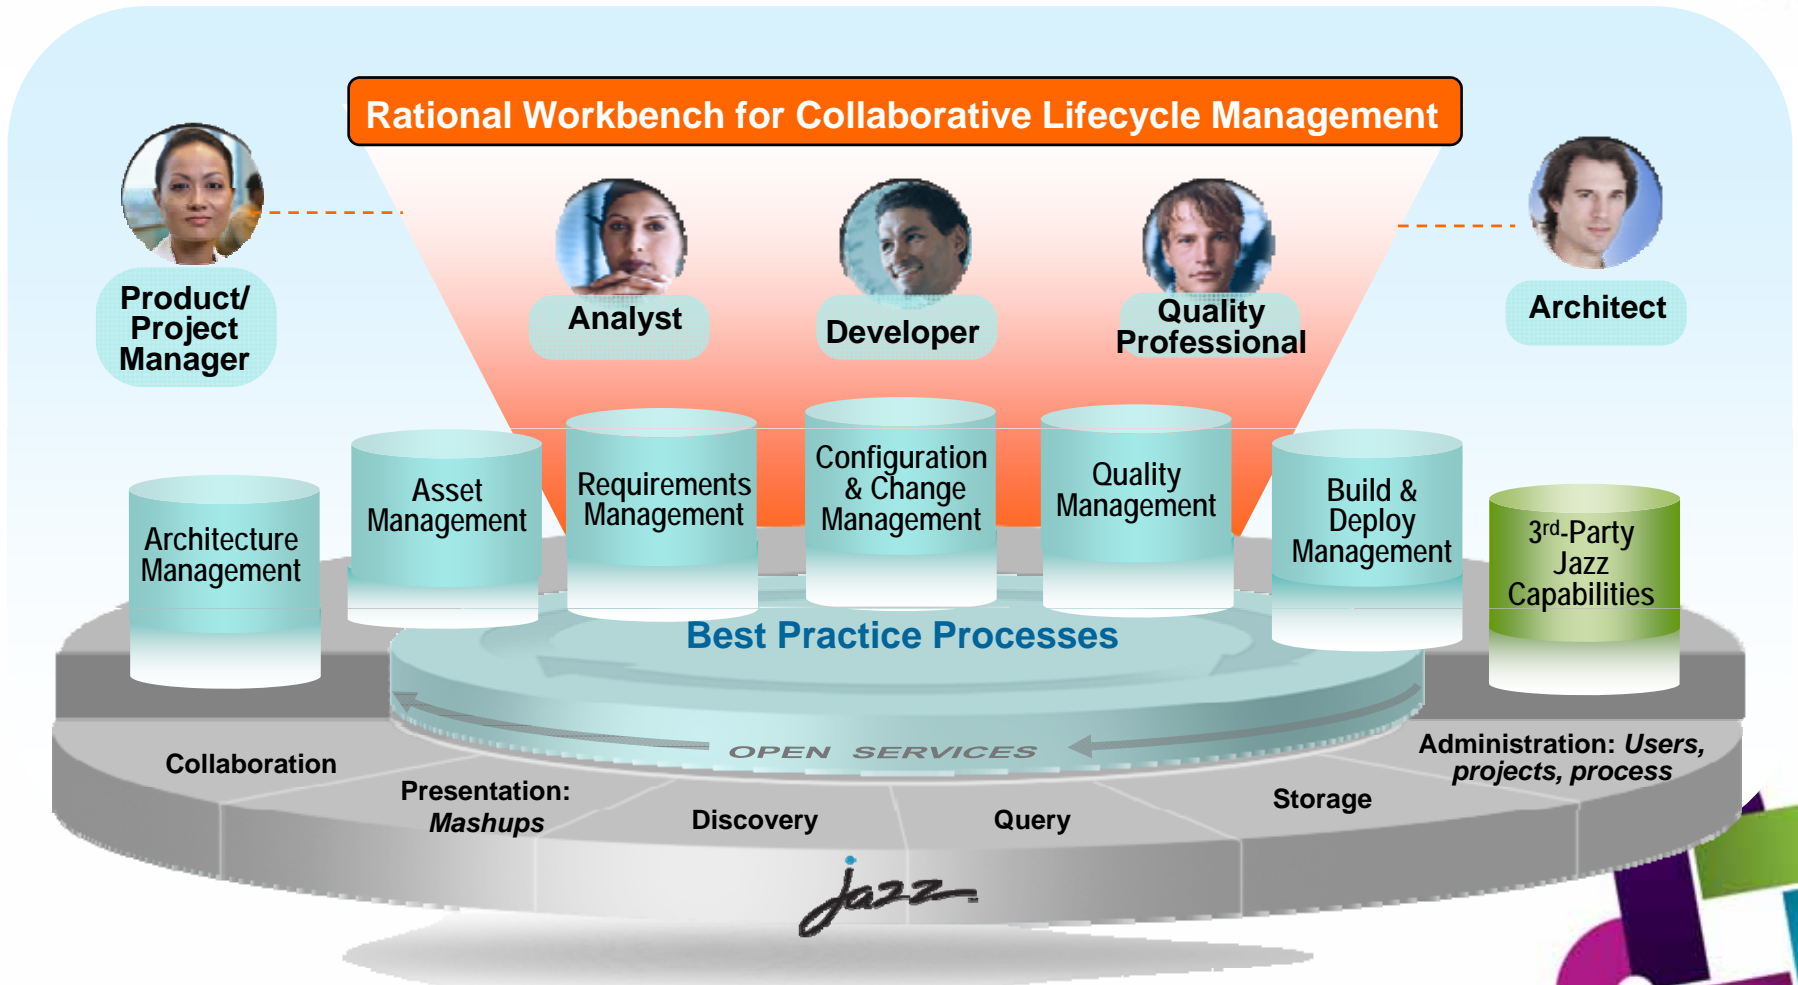 Rational Workbench for Collaborative Lifecycle Management
Product/
Project
Manager
Analyst
Developer
Quality
Professional
Architect
Architecture
Management
Asset
Management
Requirements
Management
Configuration
& Change
Management
Quality
Management
Build &
Deploy
Management
3rd-Party
Jazz
Capabilities
Best Practice Processes
OPEN SERVICES
Collaboration
Presentation:
Mashups
Discovery
Query
Storage
Administration: Users,
projects, process
jazz